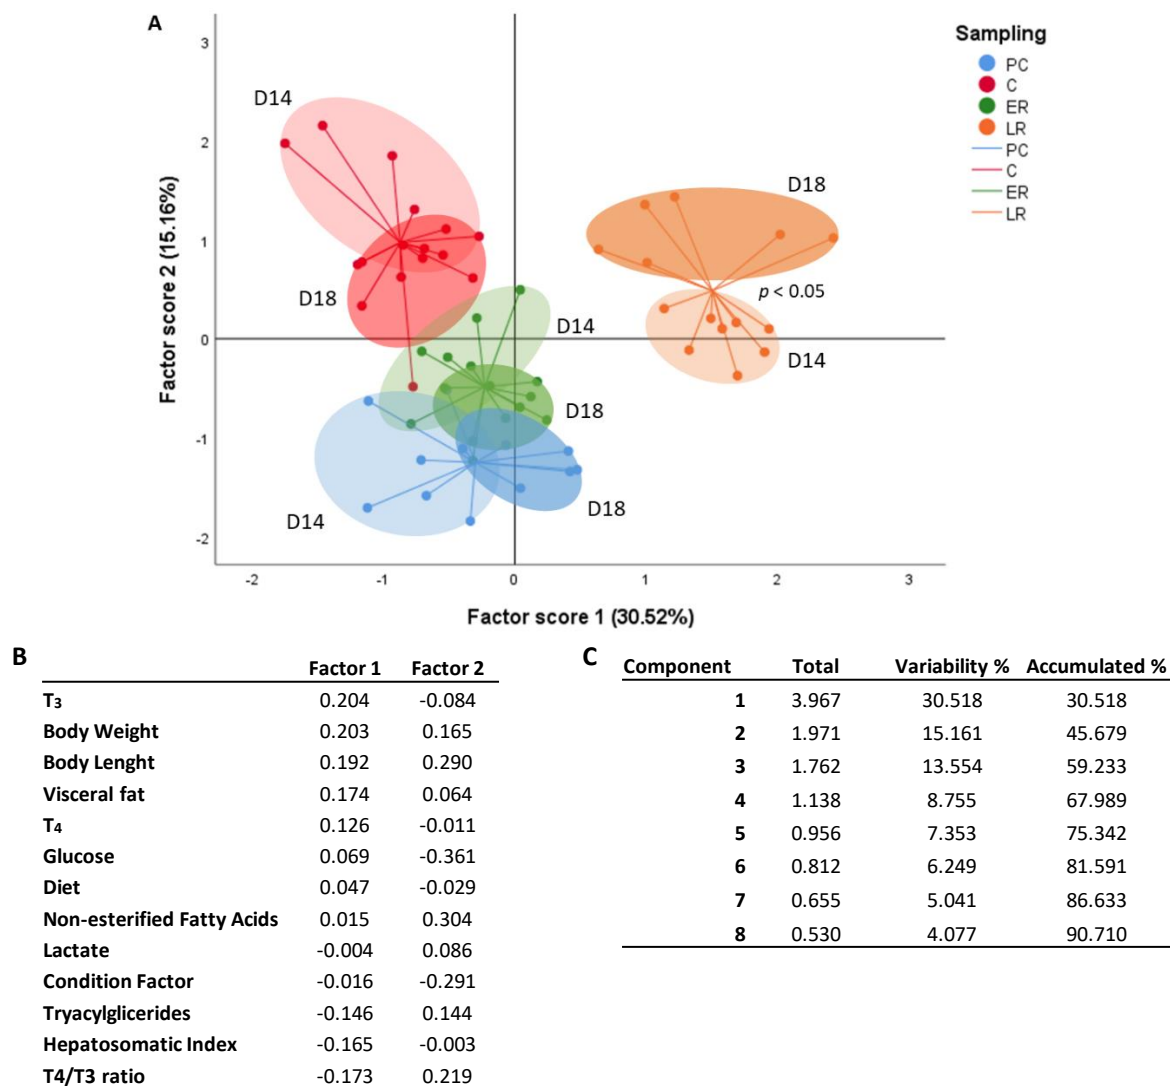 A
Sampling
PC
C
ER
LR
PC
C
ER
LR
Factor score 2 (15.16%)
3
2
1
0
-1
-2
D14
D18
D18
p < 0.05
D14
D14
D18
D14
D18
-2
-1
0
1
2
3
Factor score 1 (30.52%)
B
Factor 1 Factor 2
T3 0.204 -0.084
Body Weight 0.203 0.165
Body Lenght 0.192 0.290
Visceral fat 0.174 0.064
T4 0.126 -0.011
Glucose 0.069 -0.361
Diet 0.047 -0.029
Non-esterified Fatty Acids 0.015 0.304
Lactate -0.004 0.086
Condition Factor -0.016 -0.291
Tryacylglicerides -0.146 0.144
Hepatosomatic Index -0.165 -0.003
T4/T3 ratio -0.173 0.219
C
Component Total Variability % Accumulated %
1 3.967 30.518 30.518
2 1.971 15.161 45.679
3 1.762 13.554 59.233
4 1.138 8.755 67.989
5 0.956 7.353 75.342
6 0.812 6.249 81.591
7 0.655 5.041 86.633
8 0.530 4.077 90.710